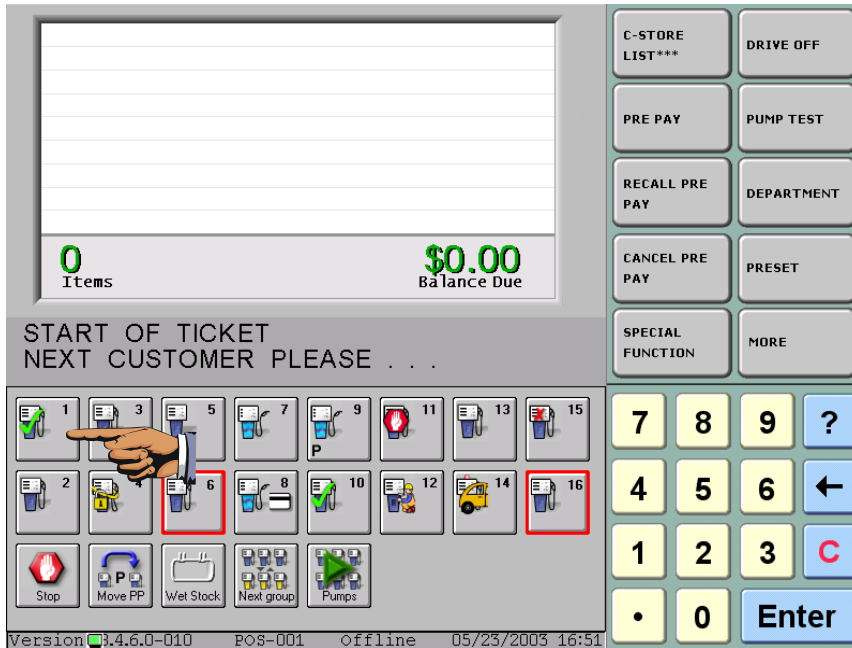 C-STORE
LIST***
DRIVE OFF
PRE PAY
PUMP TEST
RECALL PRE
PAY
DEPARTMENT
CANCEL PRE
PAY
PRESET
SPECIAL
FUNCTION
MORE
0
Items
$0.00
Balance Due
START OF TICKET
NEXT CUSTOMER PLEASE . . .
1 3 5 7 9 11 13 15
P
2 4 6 8 10 12 14 16
Stop
P
Move PP
Wet Stock
Next group
Pumps
7 8 9 ?
4 5 6 ←
1 2 3 C
• 0 Enter
Version 3.4.6.0-010 POS-001 Offline 05/23/2003 16:51